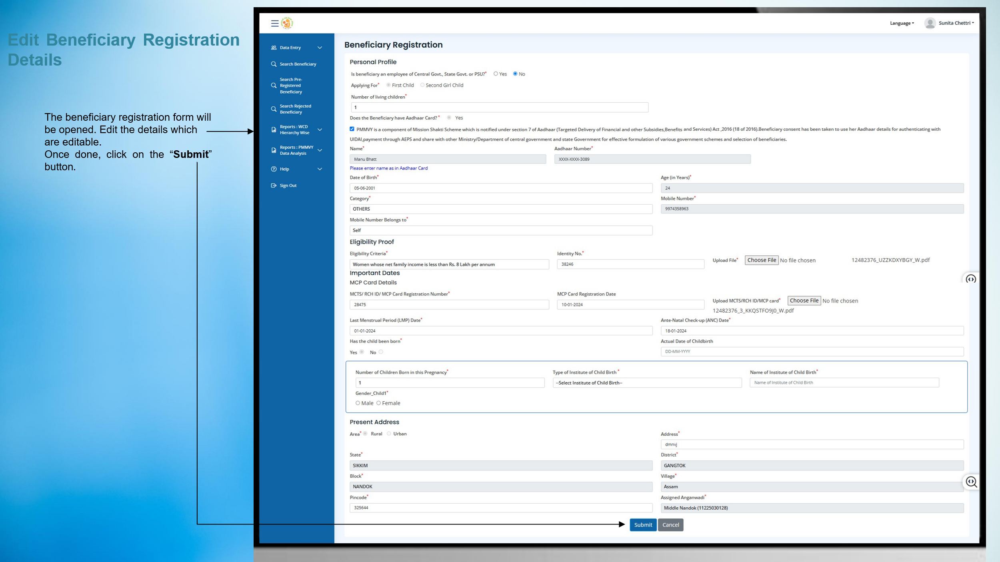 Edit Beneficiary Registration
Details
The beneficiary registration form will
be opened. Edit the details which
are editable.
Once done, click on the “Submit”
button.
Language
Sunita Chettri
Data Entry
Search Beneficiary
Search Pre-
Registered
Beneficiary
Search Rejected
Beneficiary
Reports : WCD
Hierarchy Wise
Reports : PMMVY
Data Analysis
Help
Sign Out
Beneficiary Registration
Personal Profile
Is beneficiary an employee of Central Govt., State Govt. or PSU?* Yes No
Applying For* First Child Second Girl Child
Number of living children*
1
Does the Beneficiary have Aadhaar Card?* Yes
PMMVY is a component of Mission Shakti Scheme which is notified under section 7 of Aadhaar (Targeted Delivery of Financial and other Subsidies,Benefits and Services) Act ,2016 (18 of 2016).Beneficiary consent has been taken to use her Aadhaar details for authenticating with
UIDAI,payment through AEPS and share with other Ministry/Department of central government and state Government for effective formulation of various government schemes and selection of beneficiaries.
Name* Aadhaar Number*
Manu Bhatt XXXX-XXXX-3089
Please enter name as in Aadhaar Card
Date of Birth* Age (in Years)*
05-06-2001 24
Category* Mobile Number*
OTHERS 9974358963
Mobile Number Belongs to*
Self
Eligibility Proof
Eligibility Criteria* Identity No.*
Women whose net family income is less than Rs. 8 Lakh per annum 38246 Upload File* Choose File No file chosen 12482376_UZZKDXYBGY_W.pdf
Important Dates
MCP Card Details
MCTS/ RCH ID/ MCP Card Registration Number* MCP Card Registration Date
28475 10-01-2024 Upload MCTS/RCH ID/MCP card* Choose File No file chosen
12482376_3_KKQSTFO9J0_W.pdf
Last Menstrual Period (LMP) Date* Ante-Natal Check-up (ANC) Date*
01-01-2024 18-01-2024
Has the child been born* Actual Date of Childbirth
Yes No DD-MM-YYYY
Number of Children Born in this Pregnancy* Type of Institute of Child Birth * Name of Institute of Child Birth*
1 --Select Institute of Child Birth-- Name of Institute of Child Birth
Gender_Child1*
Male Female
Present Address
Area* Rural Urban Address*
dmnvj
State* District*
SIKKIM GANGTOK
Block* Village*
NANDOK Assam
Pincode* Assigned Anganwadi*
325644 Middle Nandok (11225030128)
Submit Cancel